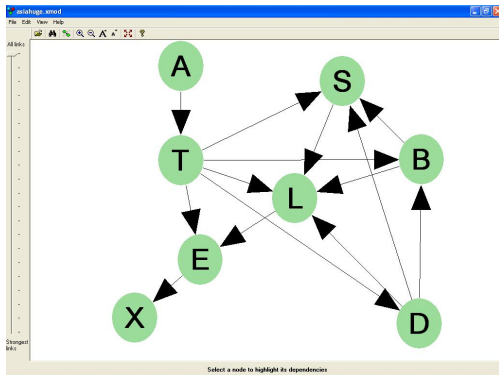 asiahuge.xmod
File Edit View Help
All links
A
S
T
B
L
E
X
D
Strongest
links
Select a node to highlight its dependencies